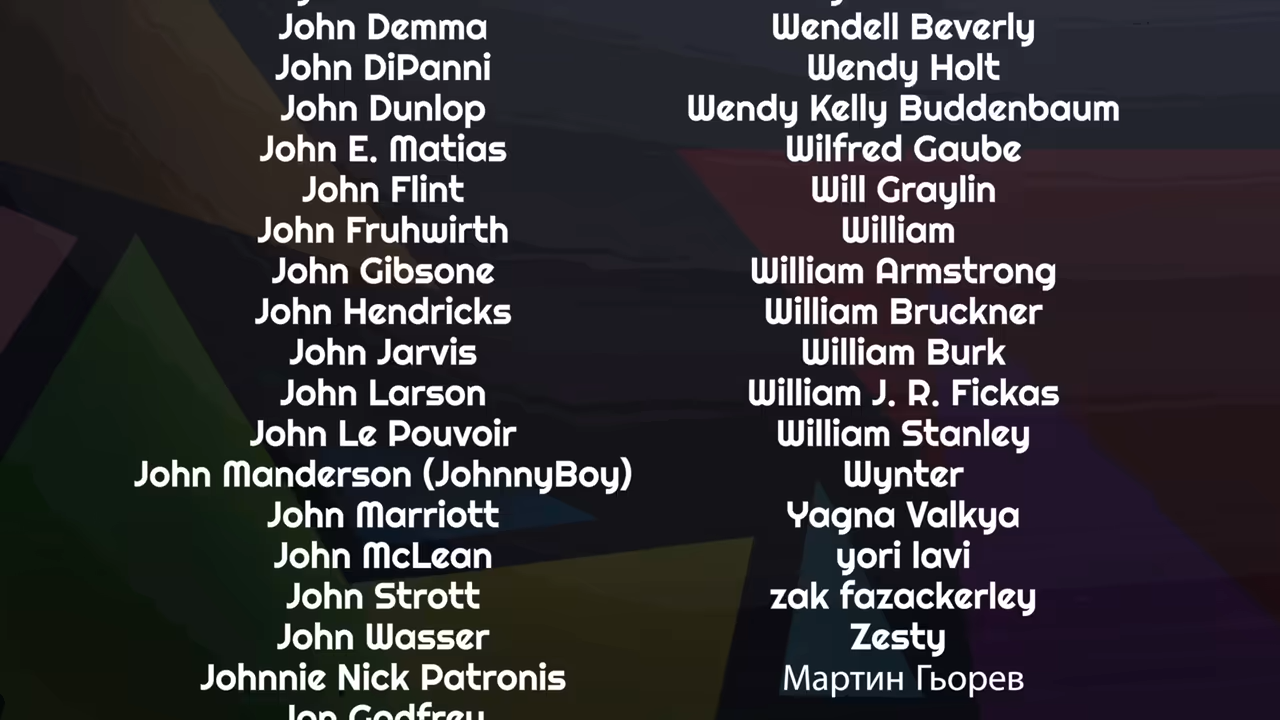 John Demma
John DiPanni
John Dunlop
John E. Matias
John Flint
John Fruhwirth
John Gibsone
John Hendricks
John Jarvis
John Larson
John Le Pouvoir
John Manderson (JohnnyBoy)
John Marriott
John McLean
John Strott
John Wasser
Johnnie Nick Patronis
Jon Godfrey
Wendell Beverly
Wendy Holt
Wendy Kelly Buddenbaum
Wilfred Gaube
Will Graylin
William
William Armstrong
William Bruckner
William Burk
William J. R. Fickas
William Stanley
Wynter
Yagna Valkya
yori lavi
zak fazackerley
Zesty
Мартин Гьорев